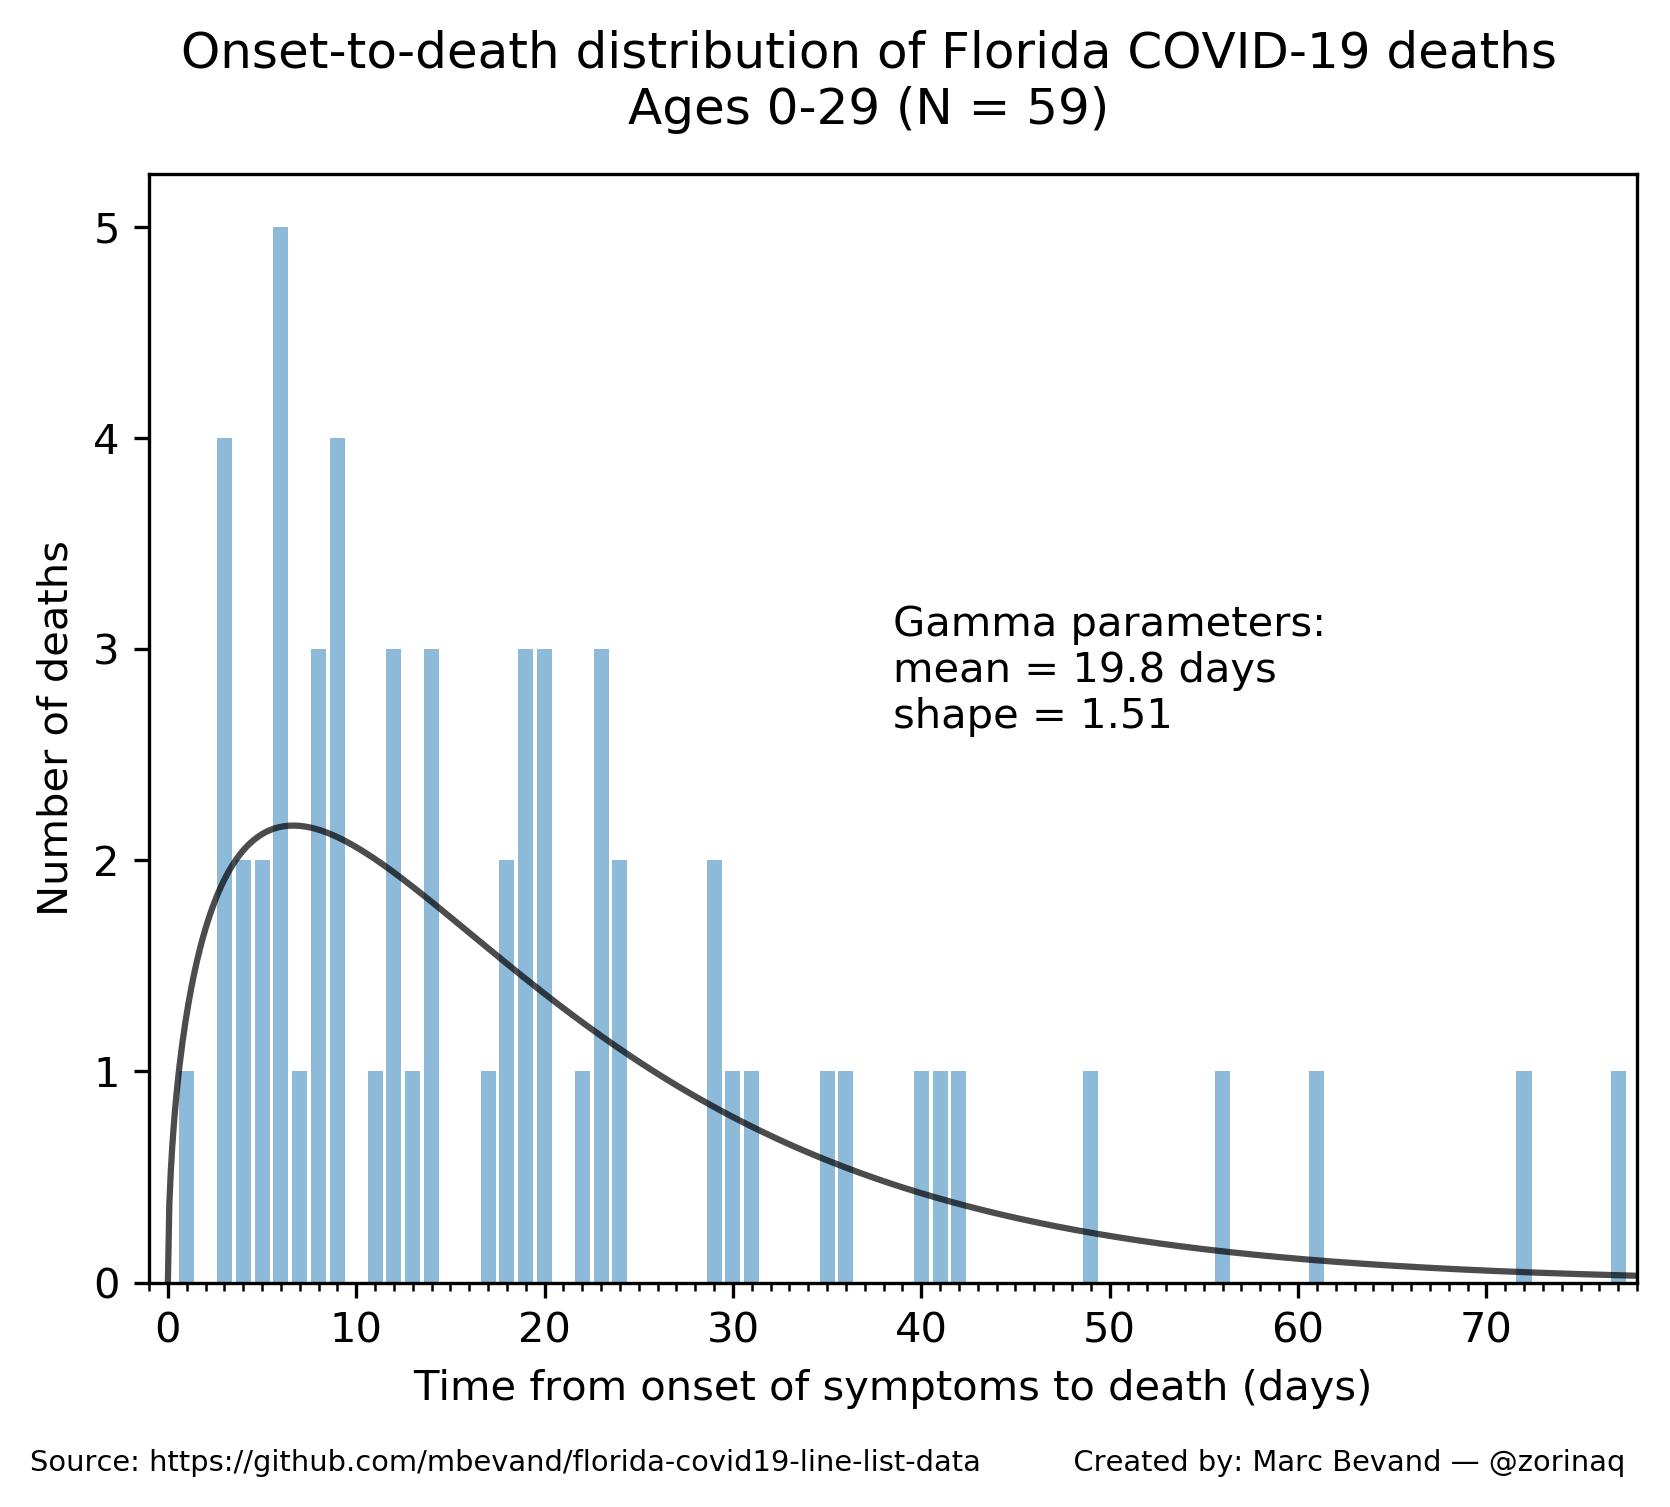 Onset-to-death distribution of Florida COVID-19 deaths
Ages 0-29 (N = 59)
5
4
3
2
1
0
Number of deaths
Gamma parameters:
mean = 19.8 days
shape = 1.51
0 10 20 30 40 50 60 70
Time from onset of symptoms to death (days)
Source: https://github.com/mbevand/florida-covid19-line-list-data
Created by: Marc Bevand — @zorinaq